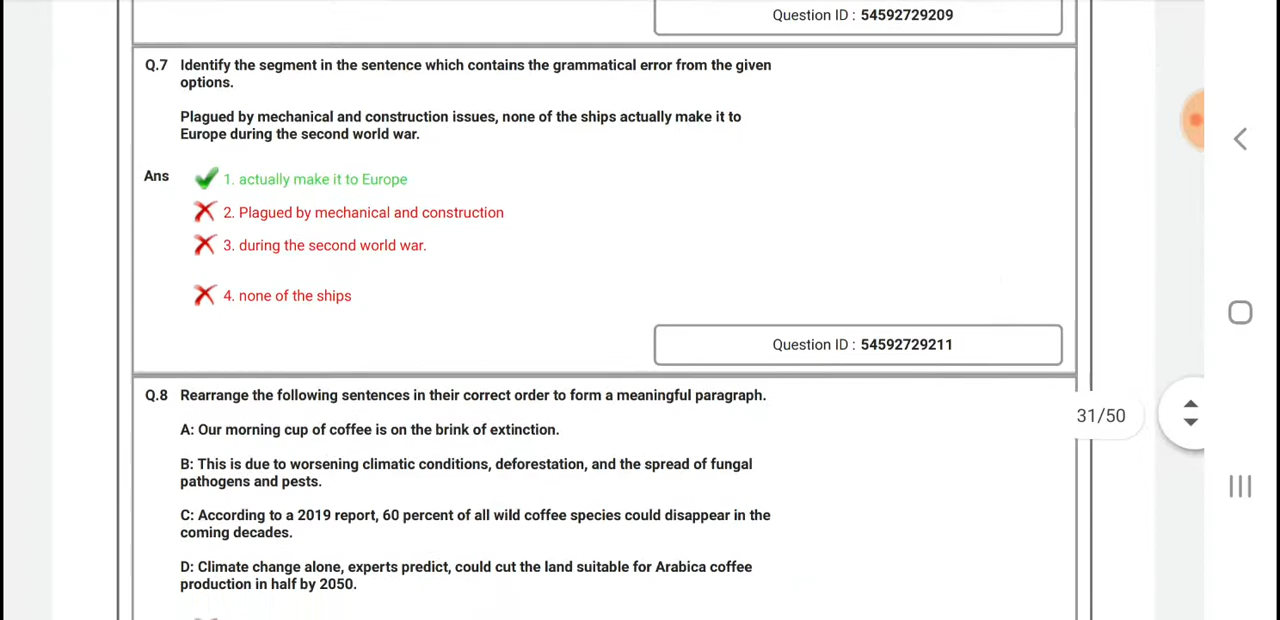 Question ID : 54592729209
Q.7 Identify the segment in the sentence which contains the grammatical error from the given
options.
Plagued by mechanical and construction issues, none of the ships actually make it to
Europe during the second world war.
Ans
1. actually make it to Europe
2. Plagued by mechanical and construction
3. during the second world war.
4. none of the ships
Question ID : 54592729211
Q.8 Rearrange the following sentences in their correct order to form a meaningful paragraph.
A: Our morning cup of coffee is on the brink of extinction.
31/50
B: This is due to worsening climatic conditions, deforestation, and the spread of fungal
pathogens and pests.
C: According to a 2019 report, 60 percent of all wild coffee species could disappear in the
coming decades.
D: Climate change alone, experts predict, could cut the land suitable for Arabica coffee
production in half by 2050.